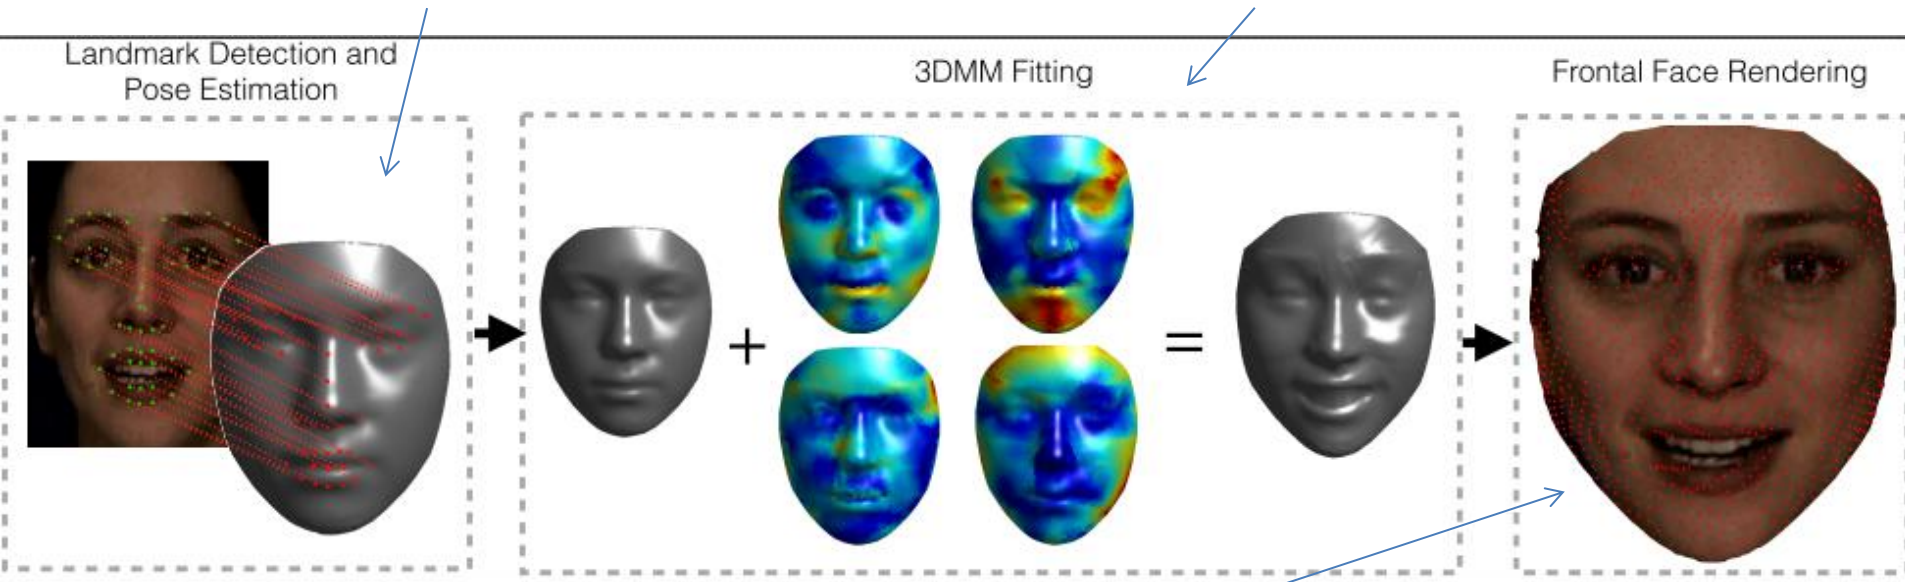 Landmark Detection and
Pose Estimation
3DMM Fitting
Frontal Face Rendering
+
=